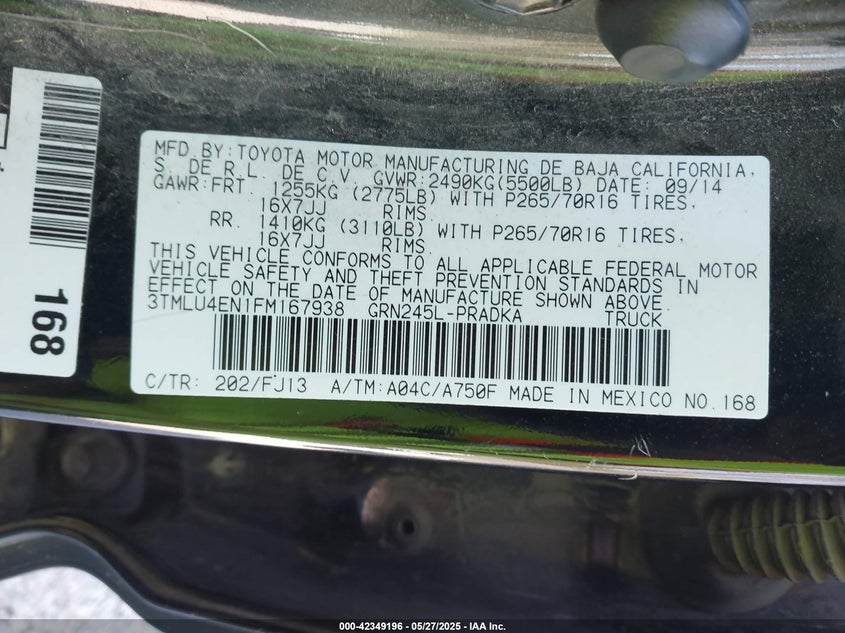 168
MFD.BY:TOYOTA MOTOR MANUFACTURING DE BAJA CALIFORNIA,
S. DE R.L. DE C.V. GVWR:2490KG(5500LB) DATE: 09/14
GAWR:FRT. 1255KG (2775LB) WITH P265/70R16 TIRES,
16X7JJ RIMS.
RR. 1410KG (3110LB) WITH P265/70R16 TIRES,
16X7JJ RIMS.
THIS VEHICLE CONFORMS TO ALL APPLICABLE FEDERAL MOTOR
VEHICLE SAFETY AND THEFT PREVENTION STANDARDS IN
EFFECT ON THE DATE OF MANUFACTURE SHOWN ABOVE.
3TMLU4EN1FM167938 GRN245L-PRADKA TRUCK
C/TR: 202/FJ13 A/TM:A04C/A750F MADE IN MEXICO NO.168
000-42349196 - 05/27/2025 - IAA Inc.